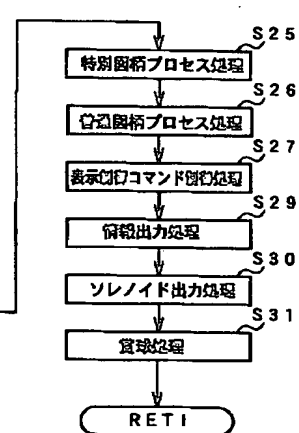 S25
特別図柄プロセス処理
S26
普通図柄プロセス処理
S27
表示制御コマンド制御処理
S29
情報出力処理
S30
ソレノイド出力処理
S31
賞球処理
RETI